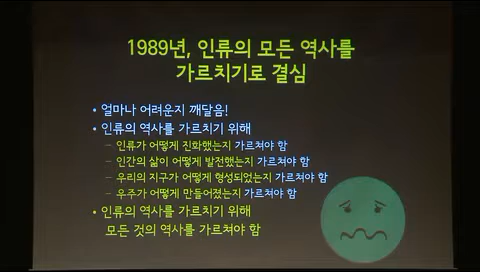 1989년, 인류의 모든 역사를
가르치기로 결심
• 얼마나 어려운지 깨달음!
• 인류의 역사를 가르치기 위해
– 인류가 어떻게 진화했는지 가르쳐야 함
– 인간의 삶이 어떻게 발전했는지 가르쳐야 함
– 우리의 지구가 어떻게 형성되었는지 가르쳐야 함
– 우주가 어떻게 만들어졌는지 가르쳐야 함
• 인류의 역사를 가르치기 위해
모든 것의 역사를 가르쳐야 함